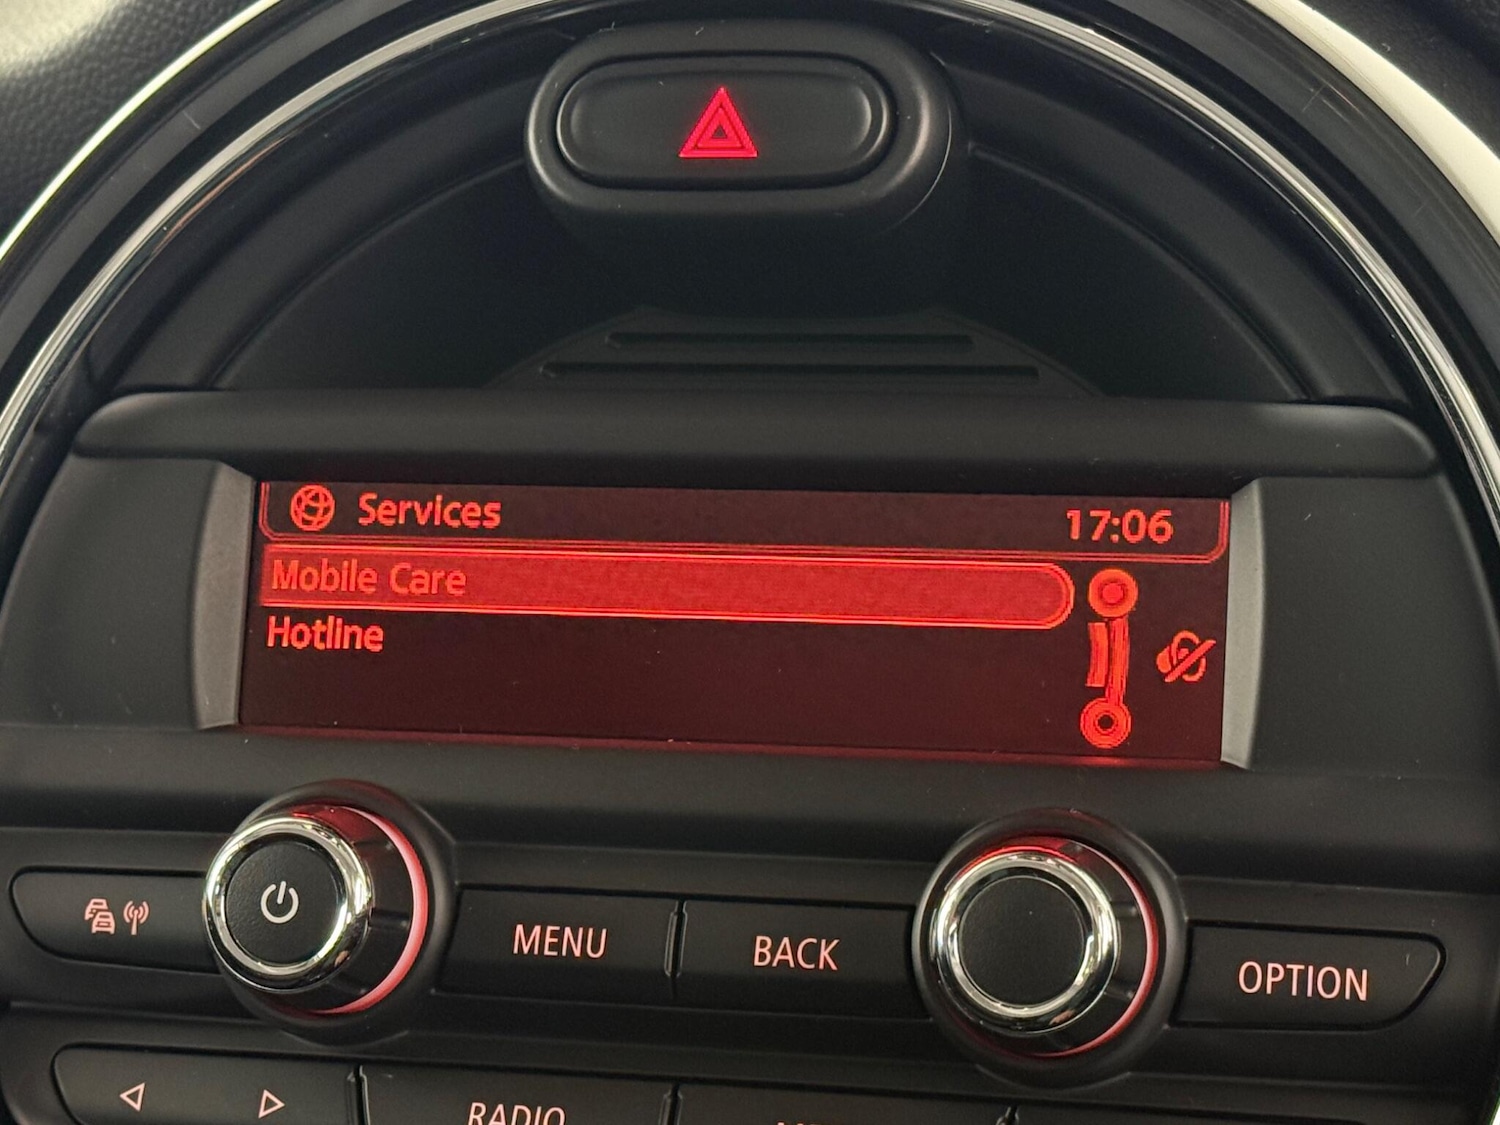 Services
17:06
Mobile Care
Hotline
MENU
BACK
OPTION
RADIO